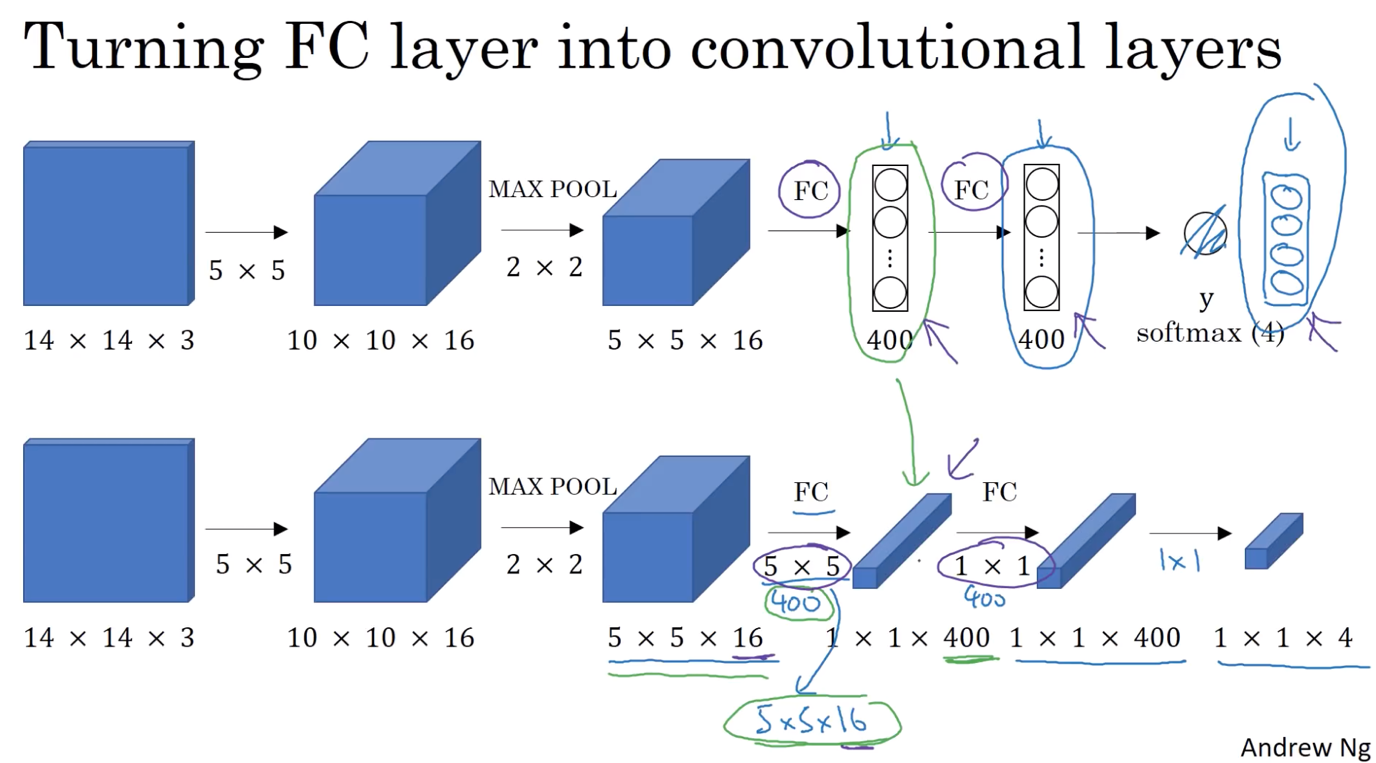 Turning FC layer into convolutional layers
MAX POOL
FC
FC
5 × 5
2 × 2
y
14 × 14 × 3
10 × 10 × 16
5 × 5 × 16
400
400
softmax (4)
MAX POOL
FC
FC
5 × 5
2 × 2
5 × 5
1 × 1
1×1
400
400
14 × 14 × 3
10 × 10 × 16
5 × 5 × 16
1 × 1 × 400
1 × 1 × 400
1 × 1 × 4
5×5×16
Andrew Ng